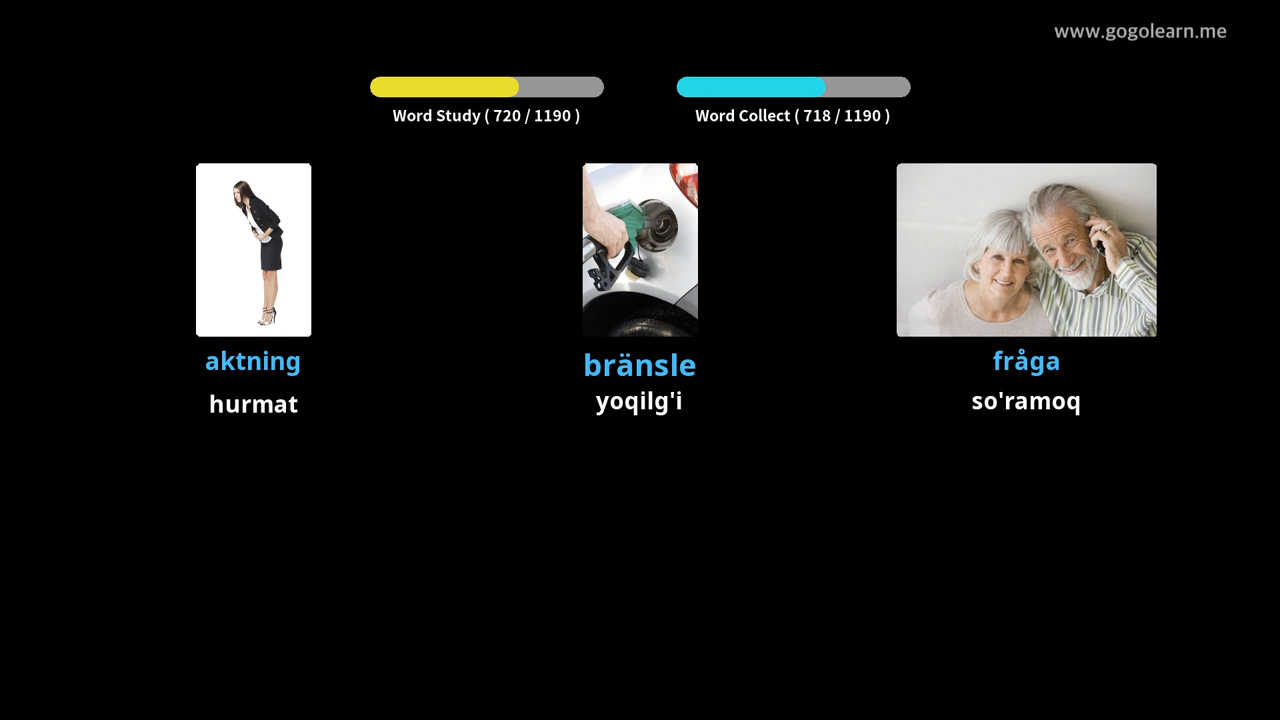 www.gogolearn.me
Word Study ( 720 / 1190 )
Word Collect ( 718 / 1190 )
aktning
hurmat
bränsle
yoqilg'i
fråga
so'ramoq